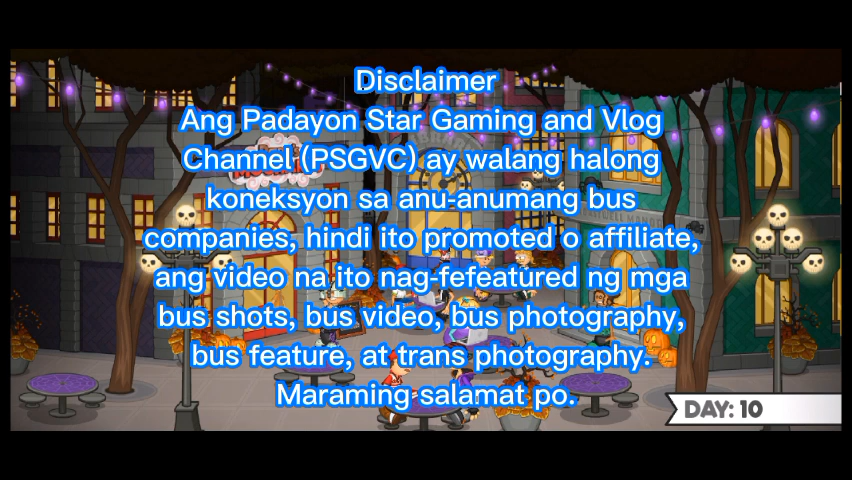 Disclaimer
Ang Padayon Star Gaming and Vlog
Channel (PSGVC) ay walang halong
koneksyon sa anu-anumang bus
companies, hindi ito promoted o affiliate,
ang video na ito nag-fefeatured ng mga
bus shots, bus video, bus photography,
bus feature, at trans photography.
Maraming salamat po.
DAY: 10